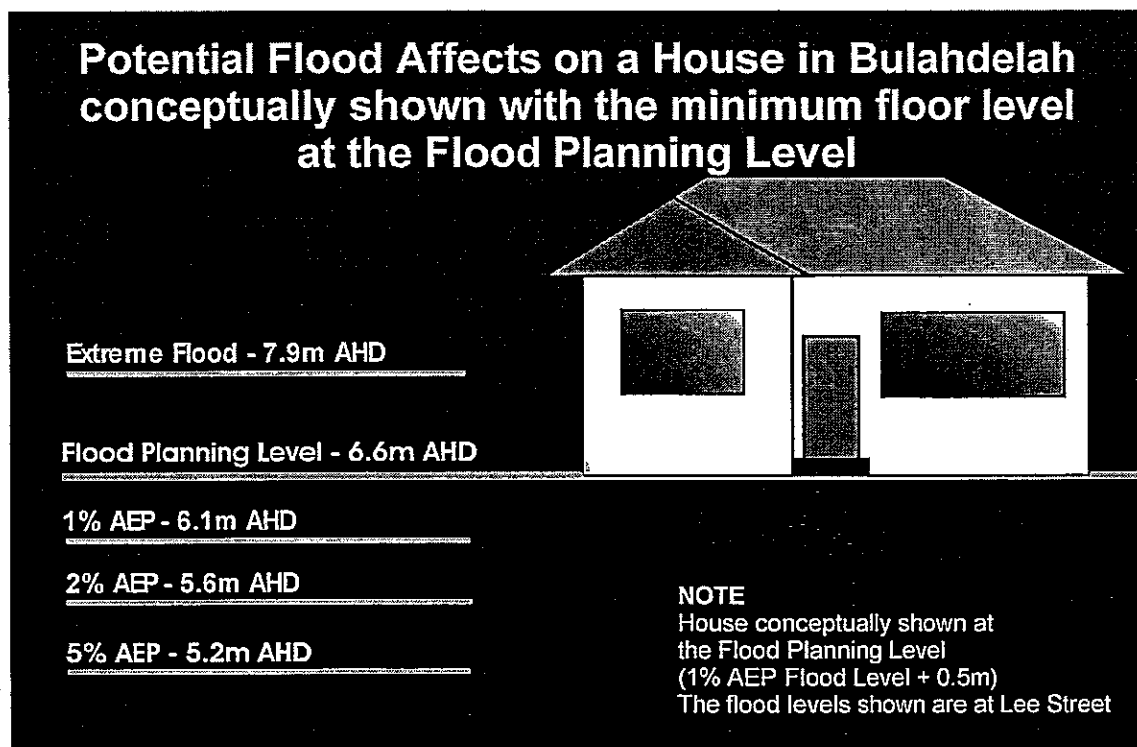 Potential Flood Affects on a House in Bulahdelah
conceptually shown with the minimum floor level
at the Flood Planning Level
Extreme Flood - 7.9m AHD
Flood Planning Level - 6.6m AHD
1% AEP - 6.1m AHD
2% AEP - 5.6m AHD
5% AEP - 5.2m AHD
NOTE
House conceptually shown at
the Flood Planning Level
(1% AEP Flood Level + 0.5m)
The flood levels shown are at Lee Street